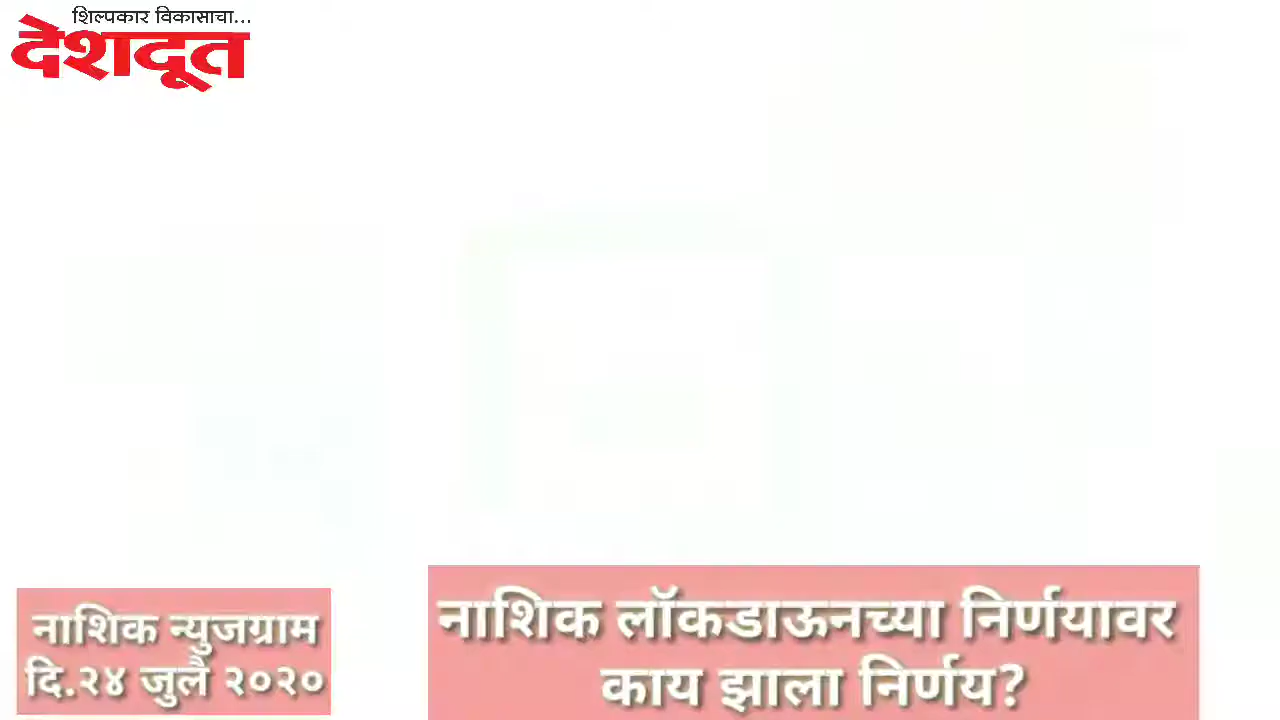 शिल्पकार विकासाचा...
देशदूत
नाशिक न्युजग्राम
दि.२४ जुलै २०२०
नाशिक लॉकडाऊनच्या निर्णयावर
काय झाला निर्णय?